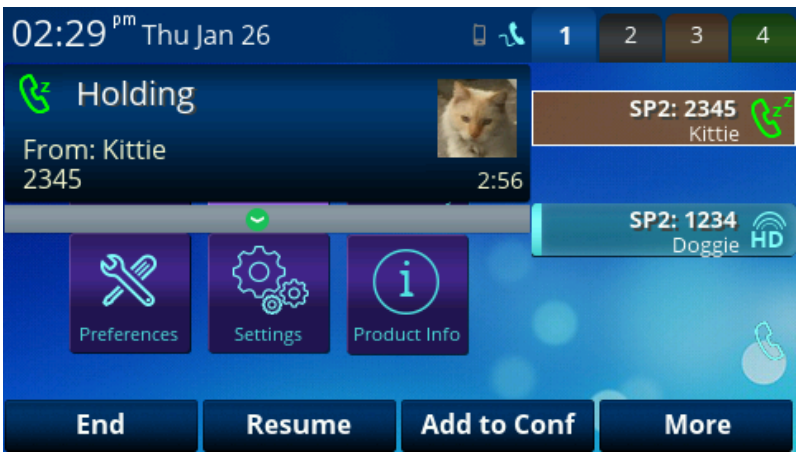 02:29 pm Thu Jan 26
1 2 3 4
Holding
From: Kittie
2345
2:56
SP2: 2345
Kittie
SP2: 1234
Doggie
HD
Preferences
Settings
Product Info
End
Resume
Add to Conf
More